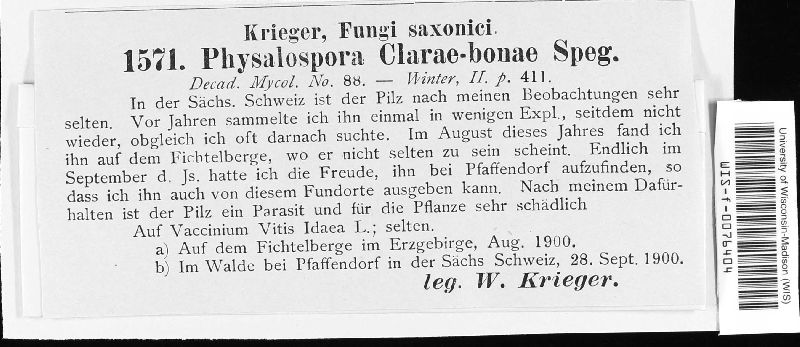 Krieger, Fungi saxonici.
1571. Physalospora Clarae-bonae Speg.
Decad. Mycol. No. 88. — Winter, II. p. 411.
In der Sächs. Schweiz ist der Pilz nach meinen Beobachtungen sehr
selten. Vor Jahren sammelte ich ihn einmal in wenigen Expl., seitdem nicht
wieder, obgleich ich oft darnach suchte. Im August dieses Jahres fand ich
ihn auf dem Fichtelberge, wo er nicht selten zu sein scheint. Endlich im
September d. Js. hatte ich die Freude, ihn bei Pfaffendorf aufzufinden, so
dass ich ihn auch von diesem Fundorte ausgeben kann. Nach meinem Dafür-
halten ist der Pilz ein Parasit und für die Pflanze sehr schädlich
Auf Vaccinium Vitis Idaea L.; selten.
a) Auf dem Fichtelberge im Erzgebirge, Aug. 1900.
b) Im Walde bei Pfaffendorf in der Sächs Schweiz, 28. Sept. 1900.
leg. W. Krieger.
University of Wisconsin-Madison (WIS)
WIS-f-0076404